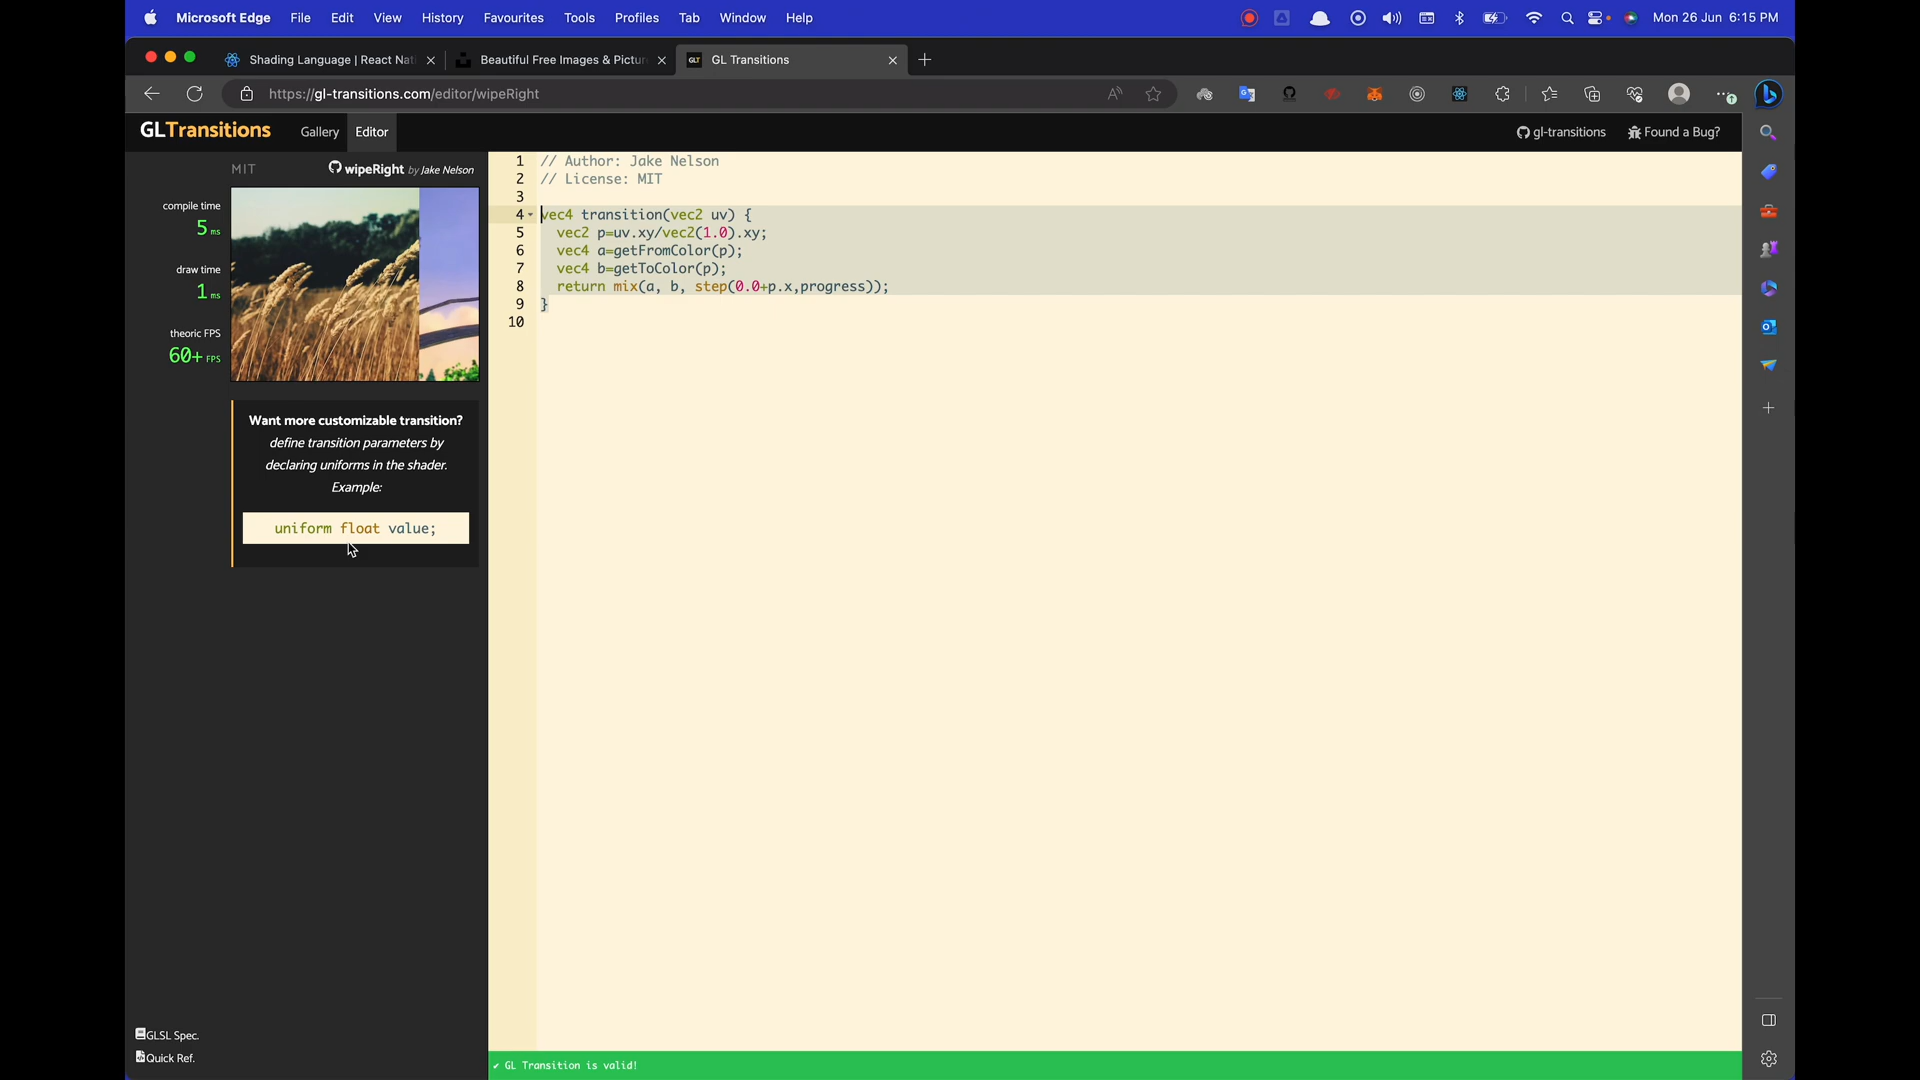 Microsoft Edge File Edit View History Favourites Tools Profiles Tab Window Help Mon 26 Jun 6:15 PM
Shading Language | React Nati Beautiful Free Images & Pictur GLT GL Transitions
https://gl-transitions.com/editor/wipeRight
GLTransitions Gallery Editor gl-transitions Found a Bug?
MIT wipeRight by Jake Nelson
compile time
5 ms
draw time
1 ms
theoric FPS
60+ FPS
Want more customizable transition?
define transition parameters by
declaring uniforms in the shader.
Example:
uniform float value;
GLSL Spec.
Quick Ref.
1 // Author: Jake Nelson
2 // License: MIT
3
4 vec4 transition(vec2 uv) {
5 vec2 p=uv.xy/vec2(1.0).xy;
6 vec4 a=getFromColor(p);
7 vec4 b=getToColor(p);
8 return mix(a, b, step(0.0+p.x,progress));
9 }
10
✔ GL Transition is valid!